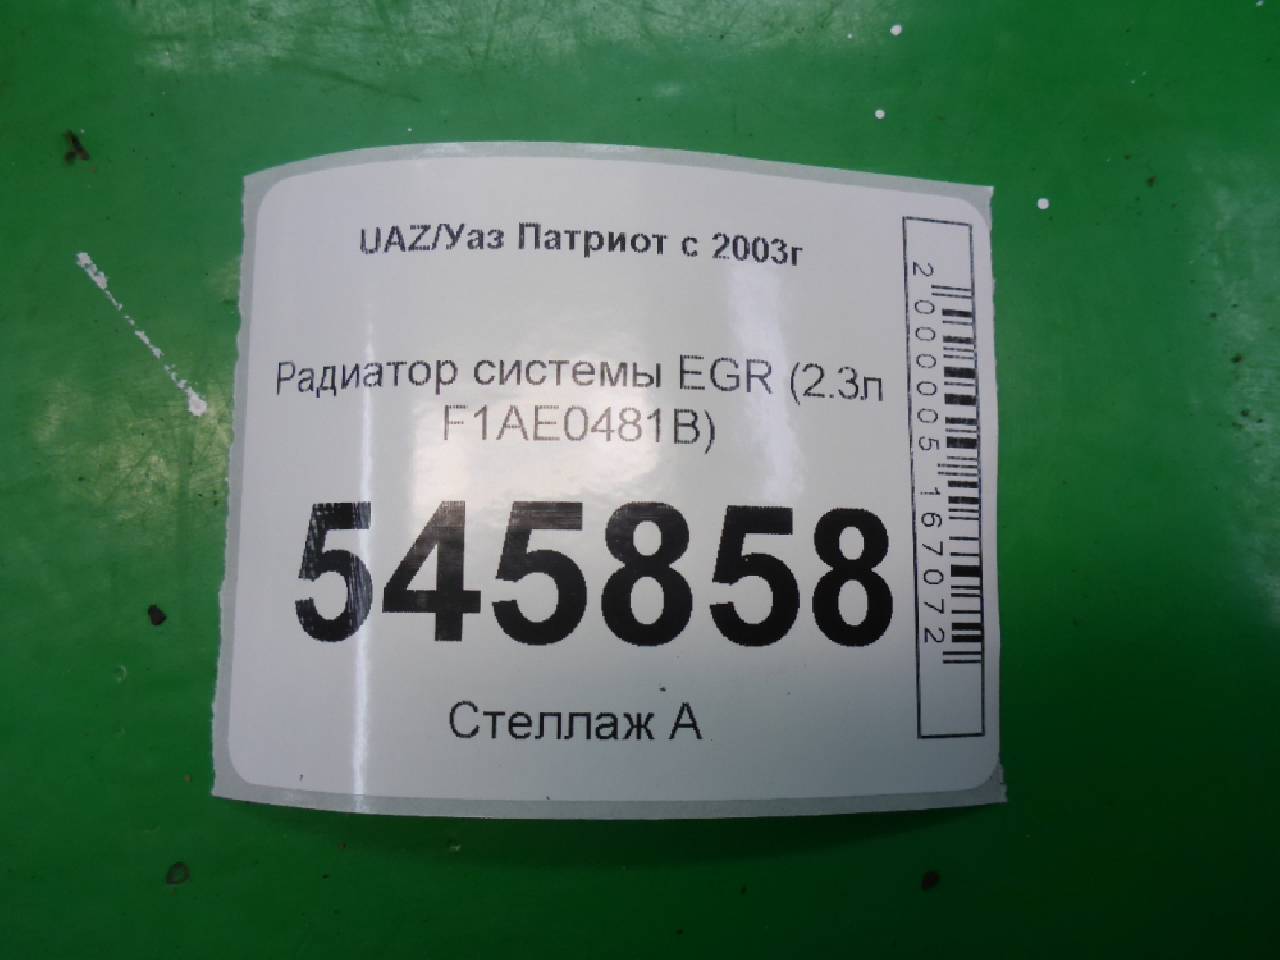 UAZ/Уаз Патриот с 2003г
Радиатор системы EGR (2.3л
F1AE0481B)
545858
Стеллаж А
2000005167072